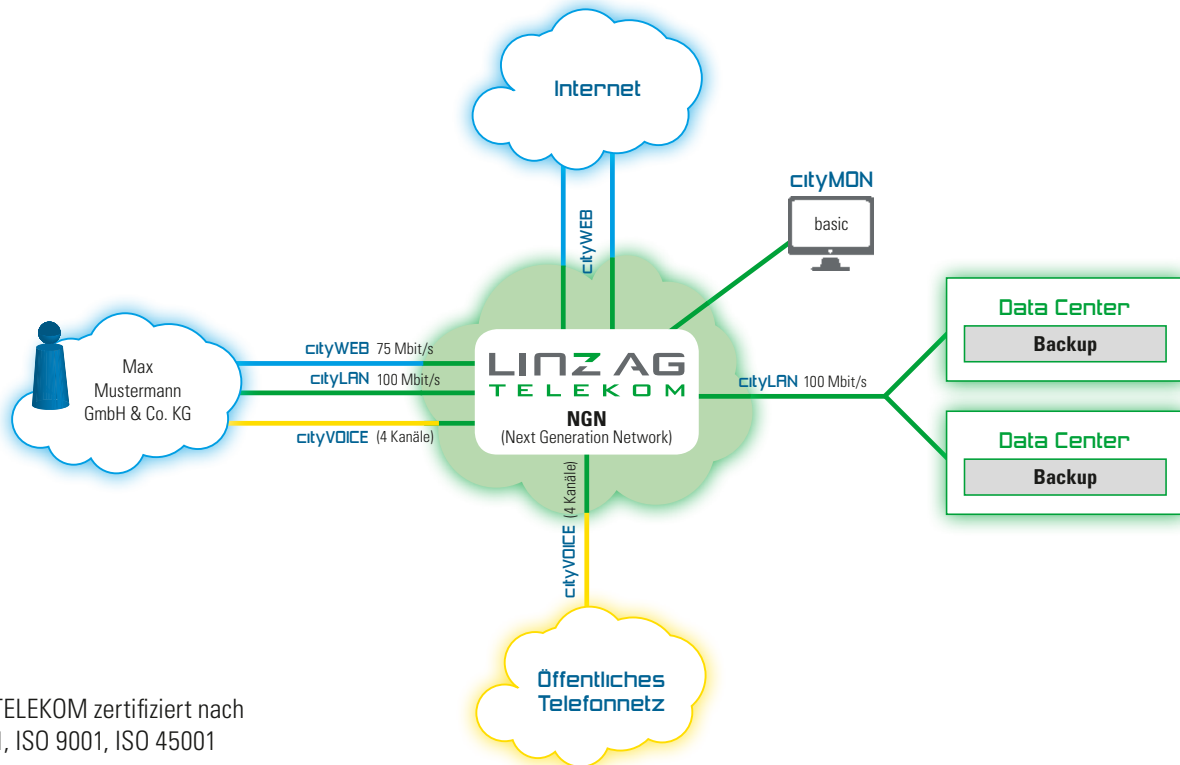 Internet
cityWEB
cityMON
basic
Data Center
Backup
Max
Mustermann
GmbH & Co. KG
cityWEB 75 Mbit/s
cityLAN 100 Mbit/s
cityVOICE (4 Kanäle)
LINZ AG
TELEKOM
NGN
(Next Generation Network)
cityLAN 100 Mbit/s
Data Center
Backup
cityVOICE (4 Kanäle)
Öffentliches
Telefonnetz
TELEKOM zertifiziert nach
, ISO 9001, ISO 45001